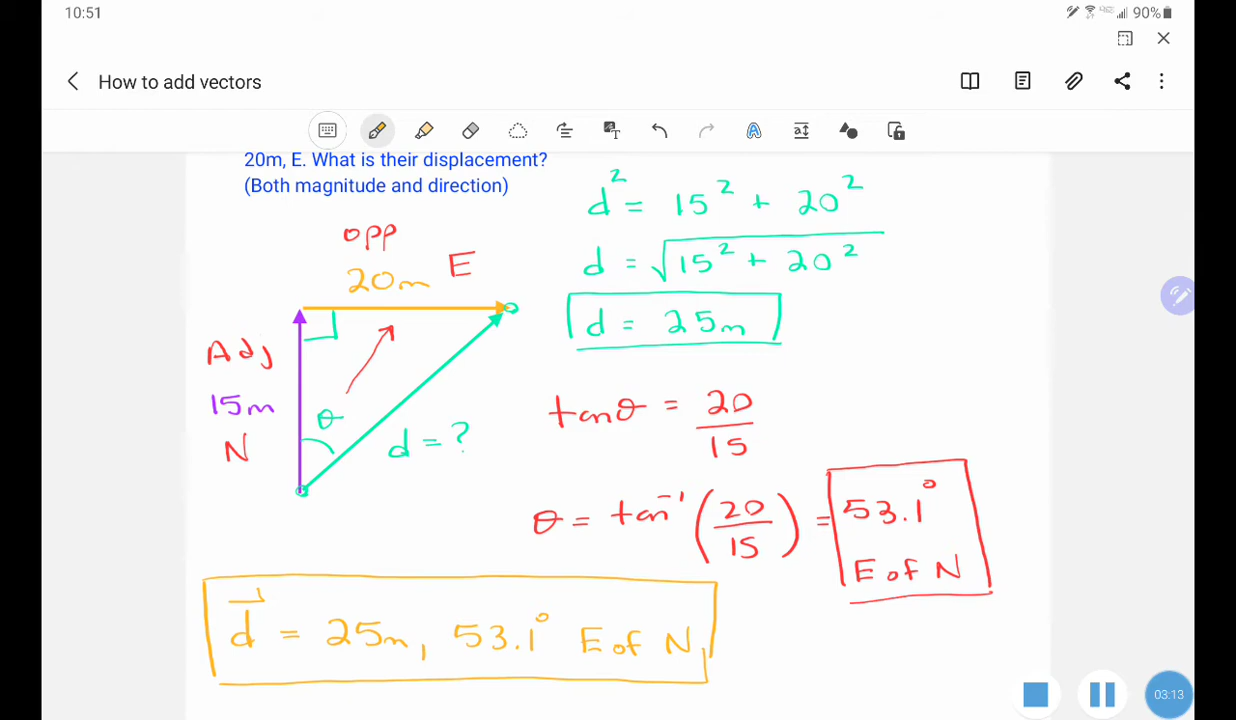 10:51
90%
How to add vectors
20m, E. What is their displacement?
(Both magnitude and direction)
d² = 15² + 20²
d = √15² + 20²
d = 25m
opp
20m E
Adj
15m
N
θ
d = ?
tanθ = 20/15
θ = tan⁻¹ (20/15) = 53.1°
E of N
d⃗ = 25m, 53.1° E of N
03:13